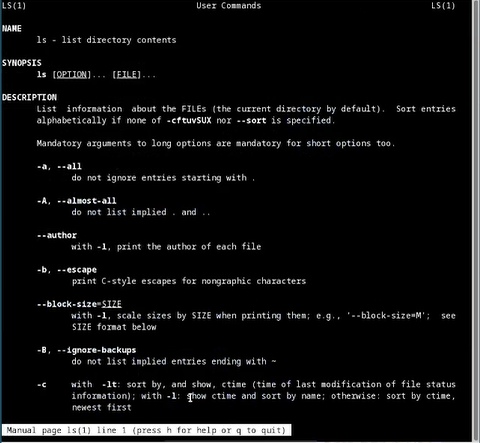 LS(1) User Commands LS(1)
NAME
ls - list directory contents
SYNOPSIS
ls [OPTION]... [FILE]...
DESCRIPTION
List information about the FILEs (the current directory by default). Sort entries
alphabetically if none of -cftuvSUX nor --sort is specified.
Mandatory arguments to long options are mandatory for short options too.
-a, --all
do not ignore entries starting with .
-A, --almost-all
do not list implied . and ..
--author
with -l, print the author of each file
-b, --escape
print C-style escapes for nongraphic characters
--block-size=SIZE
with -l, scale sizes by SIZE when printing them; e.g., '--block-size=M'; see
SIZE format below
-B, --ignore-backups
do not list implied entries ending with ~
-c with -lt: sort by, and show, ctime (time of last modification of file status
information); with -l: show ctime and sort by name; otherwise: sort by ctime,
newest first
Manual page ls(1) line 1 (press h for help or q to quit)